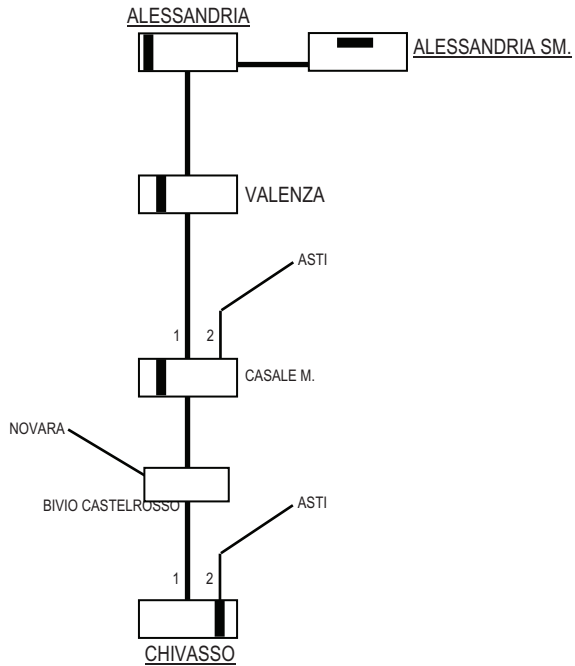 ALESSANDRIA
ALESSANDRIA SM.
VALENZA
ASTI
1 2
CASALE M.
NOVARA
BIVIO CASTELROSSO
ASTI
1 2
CHIVASSO